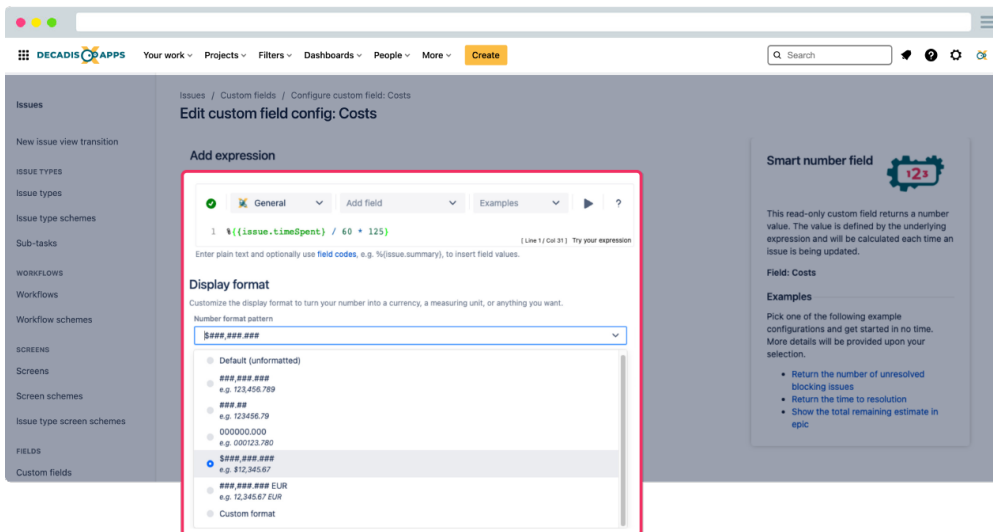 DECADIS APPS
Your work
Projects
Filters
Dashboards
People
More
Create
Search
Issues
New issue view transition
ISSUE TYPES
Issue types
Issue type schemes
Sub-tasks
WORKFLOWS
Workflows
Workflow schemes
SCREENS
Screens
Screen schemes
Issue type screen schemes
FIELDS
Custom fields
Issues / Custom fields / Configure custom field: Costs
Edit custom field config: Costs
Add expression
General
Add field
Examples
?
1 %{{issue.timeSpent} / 60 * 125}
[ Line 1 / Col 31 ] Try your expression
Enter plain text and optionally use field codes, e.g. %{issue.summary}, to insert field values.
Display format
Customize the display format to turn your number into a currency, a measuring unit, or anything you want.
Number format pattern
$###,###.###
Default (unformatted)
###,###.###
e.g. 123,456.789
###.##
e.g. 123456.79
000000.000
e.g. 000123.780
$###,###.###
e.g. $12,345.67
###,###.### EUR
e.g. 12,345.67 EUR
Custom format
Smart number field
123
This read-only custom field returns a number
value. The value is defined by the underlying
expression and will be calculated each time an
issue is being updated.
Field: Costs
Examples
Pick one of the following example
configurations and get started in no time.
More details will be provided upon your
selection.
• Return the number of unresolved
blocking issues
• Return the time to resolution
• Show the total remaining estimate in
epic